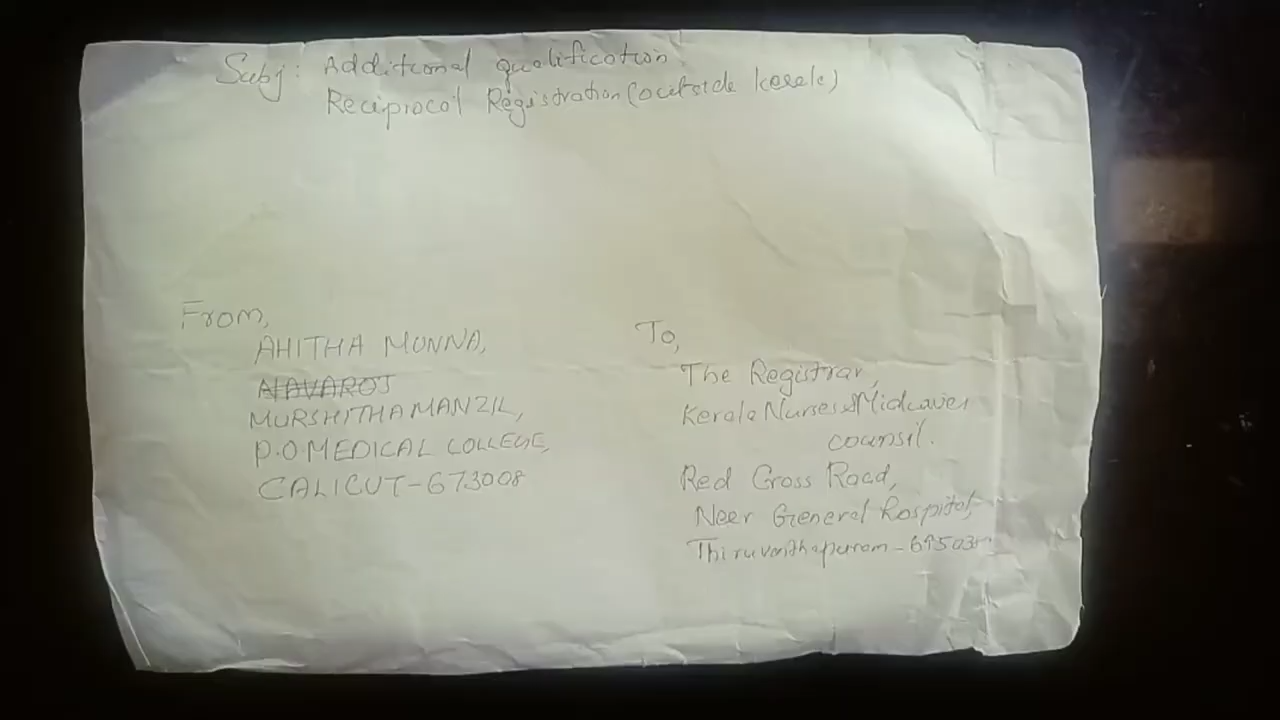 Subj: Additional qualification
Reciprocal Registration (outside kerala)
From,
AHITHA MUNNA,
NAVAROJ
MURSHITHA MANZIL,
P.O MEDICAL COLLEGE,
CALICUT-673008
To,
The Registrar,
Kerala Nurses & Midwives
counsil.
Red Cross Road,
Near General Hospital,
Thiruvanthapuram - 695035